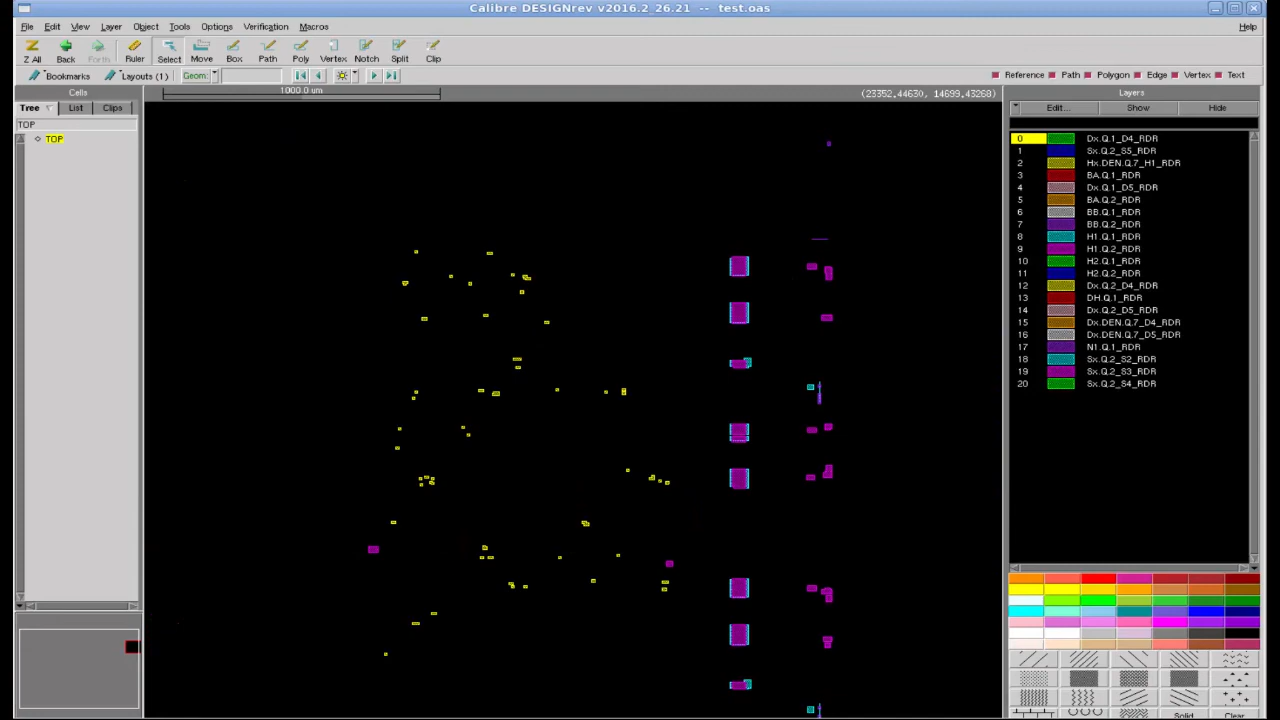 Calibre DESIGNrev v2016.2_26.21 -- test.oas
File Edit View Layer Object Tools Options Verification Macros Help
Z All Back Forth Ruler Select Move Box Path Poly Vertex Notch Split Clip
Bookmarks Layouts (1) Geom: Reference Path Polygon Edge Vertex Text
Cells
1000.0 um
(23352.44630, 14699.43268)
Layers
Tree List Clips
Edit... Show Hide
TOP
TOP
0 Dx.Q.1_D4_RDR
1 Sx.Q.2_S5_RDR
2 Hx.DEN.Q.7_H1_RDR
3 BA.Q.1_RDR
4 Dx.Q.1_D5_RDR
5 BA.Q.2_RDR
6 BB.Q.1_RDR
7 BB.Q.2_RDR
8 H1.Q.1_RDR
9 H1.Q.2_RDR
10 H2.Q.1_RDR
11 H2.Q.2_RDR
12 Dx.Q.2_D4_RDR
13 DH.Q.1_RDR
14 Dx.Q.2_D5_RDR
15 Dx.DEN.Q.7_D4_RDR
16 Dx.DEN.Q.7_D5_RDR
17 N1.Q.1_RDR
18 Sx.Q.2_S2_RDR
19 Sx.Q.2_S3_RDR
20 Sx.Q.2_S4_RDR
Solid Clear